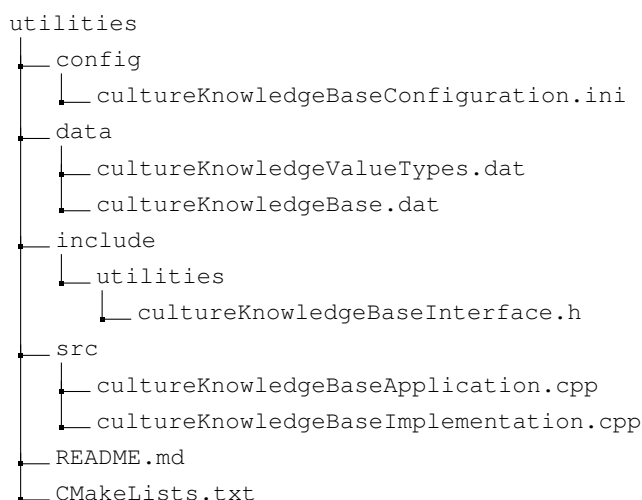 utilities
config
cultureKnowledgeBaseConfiguration.ini
data
cultureKnowledgeValueTypes.dat
cultureKnowledgeBase.dat
include
utilities
cultureKnowledgeBaseInterface.h
src
cultureKnowledgeBaseApplication.cpp
cultureKnowledgeBaseImplementation.cpp
README.md
CMakeLists.txt